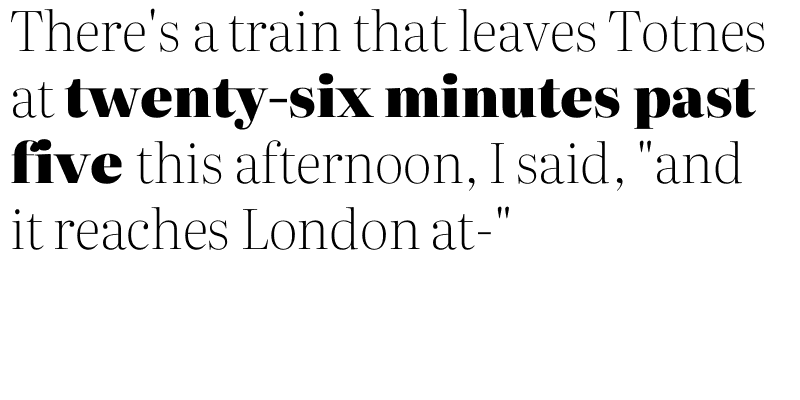 There's a train that leaves Totnes
at twenty-six minutes past
five this afternoon, I said, "and
it reaches London at-"